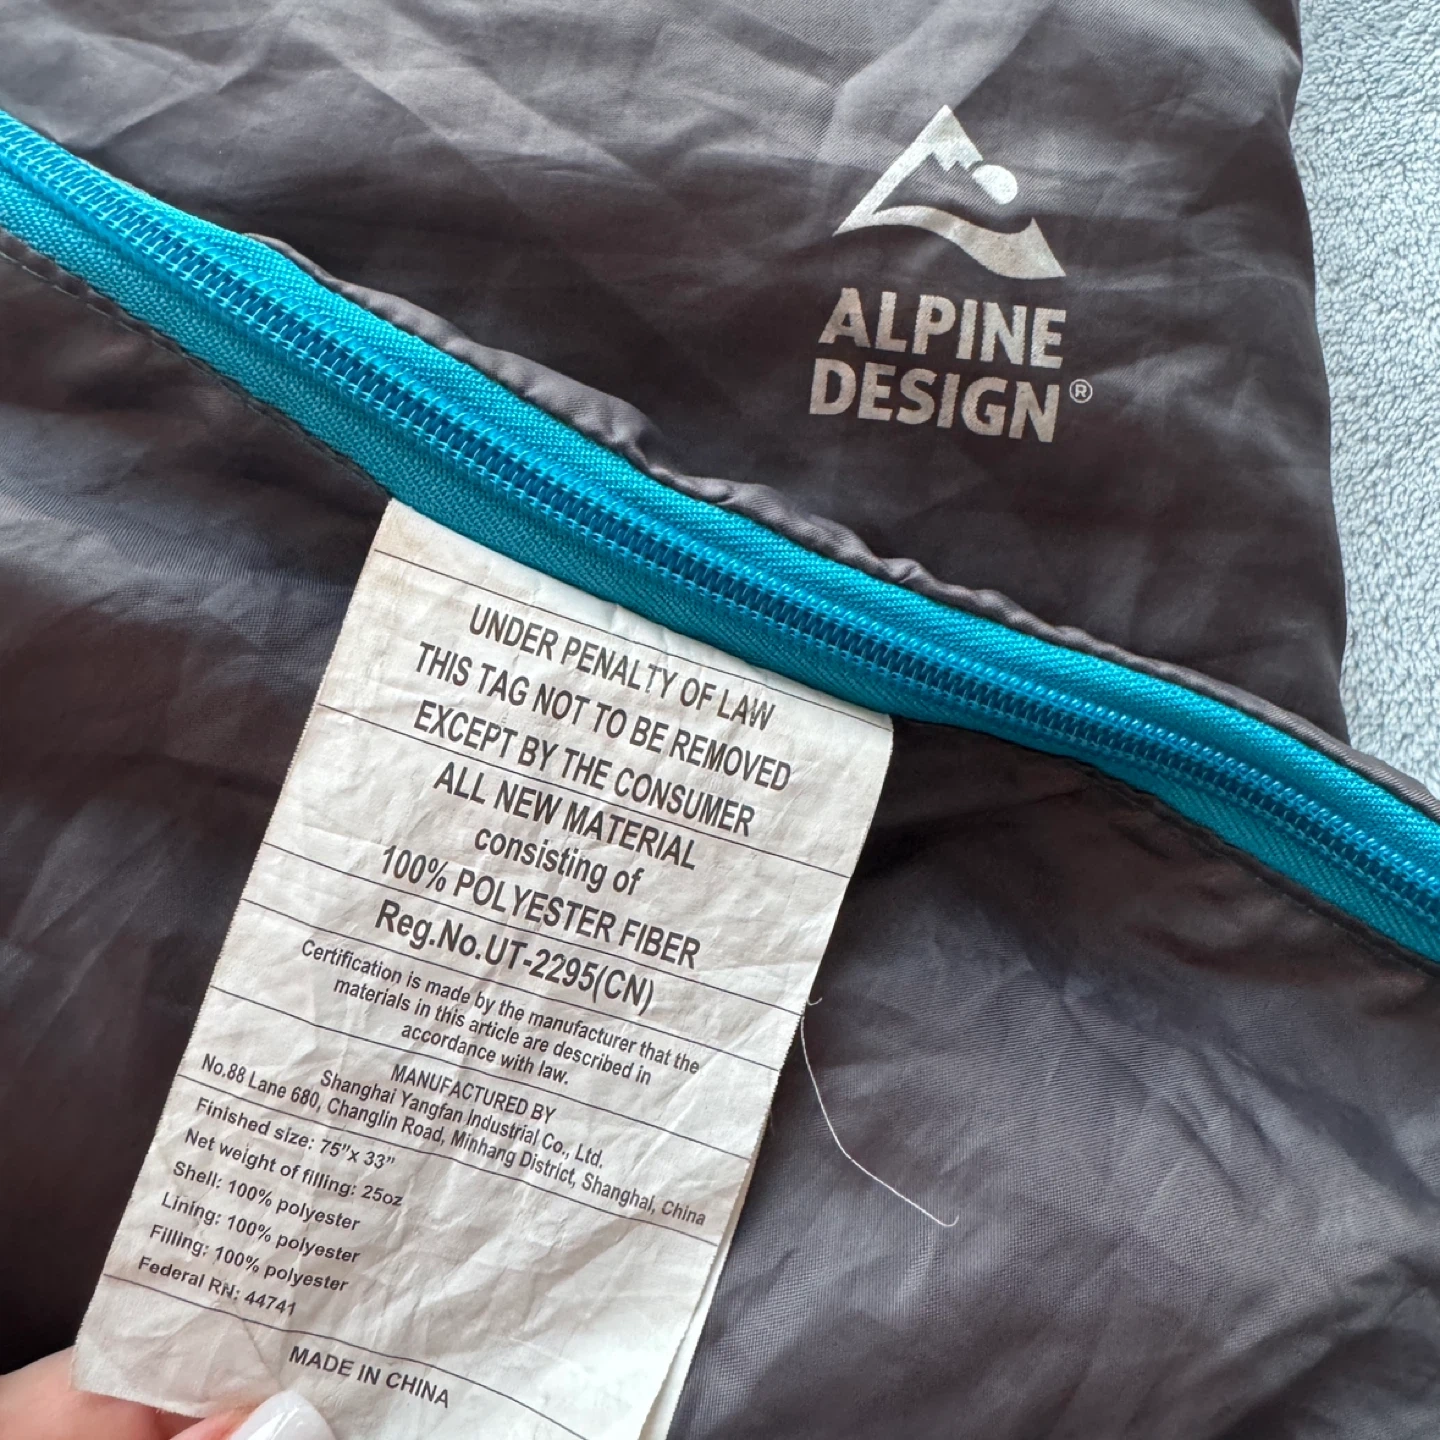 ALPINE
DESIGN®
UNDER PENALTY OF LAW
THIS TAG NOT TO BE REMOVED
EXCEPT BY THE CONSUMER
ALL NEW MATERIAL
consisting of
100% POLYESTER FIBER
Reg.No.UT-2295(CN)
Certification is made by the manufacturer that the
materials in this article are described in
accordance with law.
MANUFACTURED BY
Shanghai Yangfan Industrial Co., Ltd.
No.88 Lane 680, Changlin Road, Minhang District, Shanghai, China
Finished size: 75"x 33"
Net weight of filling: 25oz
Shell: 100% polyester
Lining: 100% polyester
Filling: 100% polyester
Federal RN: 44741
MADE IN CHINA